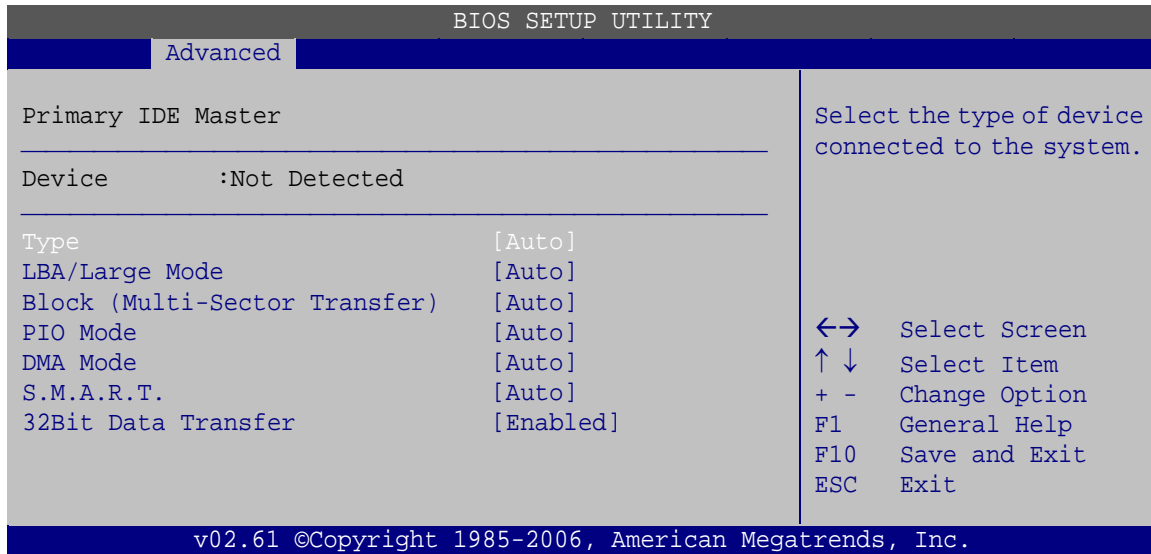 BIOS SETUP UTILITY
Advanced
Primary IDE Master
Device :Not Detected
Type [Auto]
LBA/Large Mode [Auto]
Block (Multi-Sector Transfer) [Auto]
PIO Mode [Auto]
DMA Mode [Auto]
S.M.A.R.T. [Auto]
32Bit Data Transfer [Enabled]
Select the type of device
connected to the system.
←→ Select Screen
↑ ↓ Select Item
+ - Change Option
F1 General Help
F10 Save and Exit
ESC Exit
v02.61 ©Copyright 1985-2006, American Megatrends, Inc.